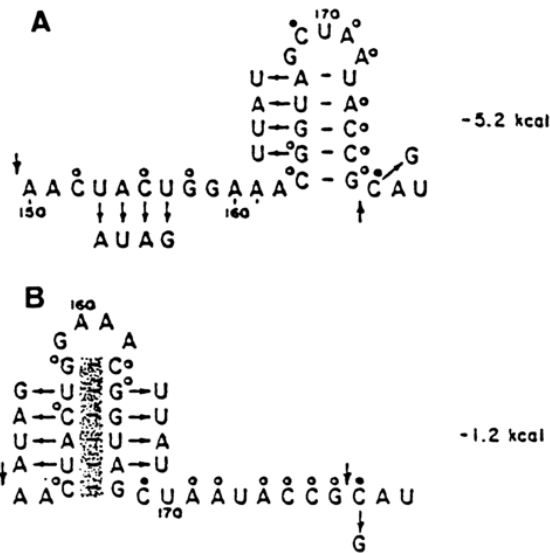 A
170
C U A
G A
U ← A - U
A ← U - A
-5.2 kcal
U ← G - C
U ← G - C G
A A C U A C U G G A A A C - G C A U
150 160
A U A G
B
160
A A
G A
G C
G ← U G → U
A ← C G → U
U ← A U → A -1.2 kcal
A ← U A → U
A A C G C U A A U A C C G C A U
170
G